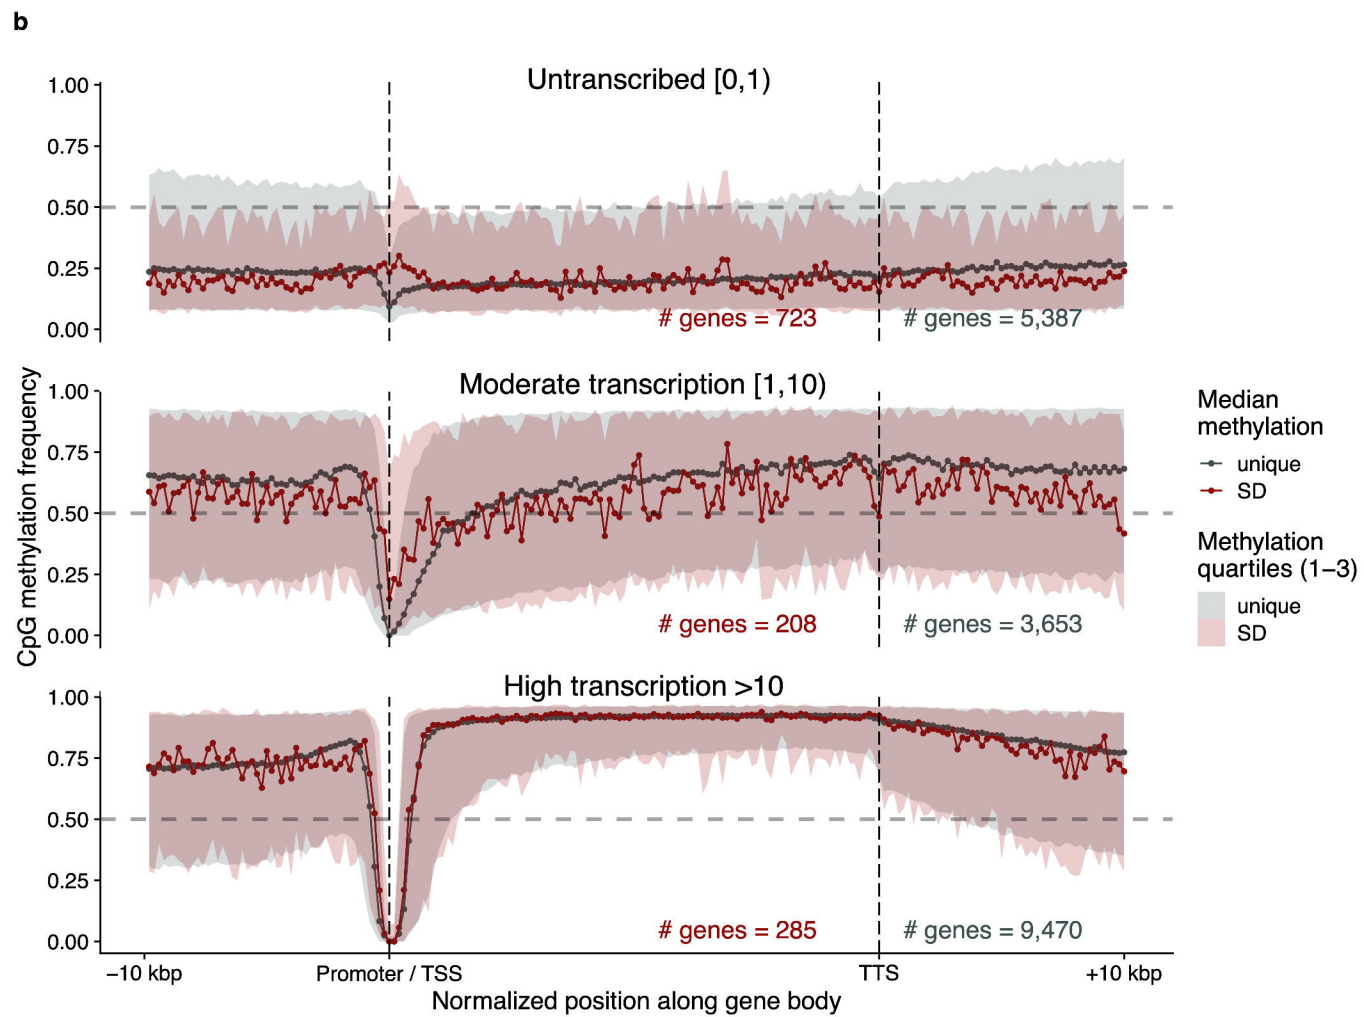 b
Untranscribed [0,1)
1.00
0.75
0.50
0.25
0.00
# genes = 723
# genes = 5,387
Moderate transcription [1,10)
1.00
0.75
0.50
0.25
0.00
# genes = 208
# genes = 3,653
High transcription >10
1.00
0.75
0.50
0.25
0.00
# genes = 285
# genes = 9,470
CpG methylation frequency
−10 kbp
Promoter / TSS
TTS
+10 kbp
Normalized position along gene body
Median
methylation
unique
SD
Methylation
quartiles (1−3)
unique
SD